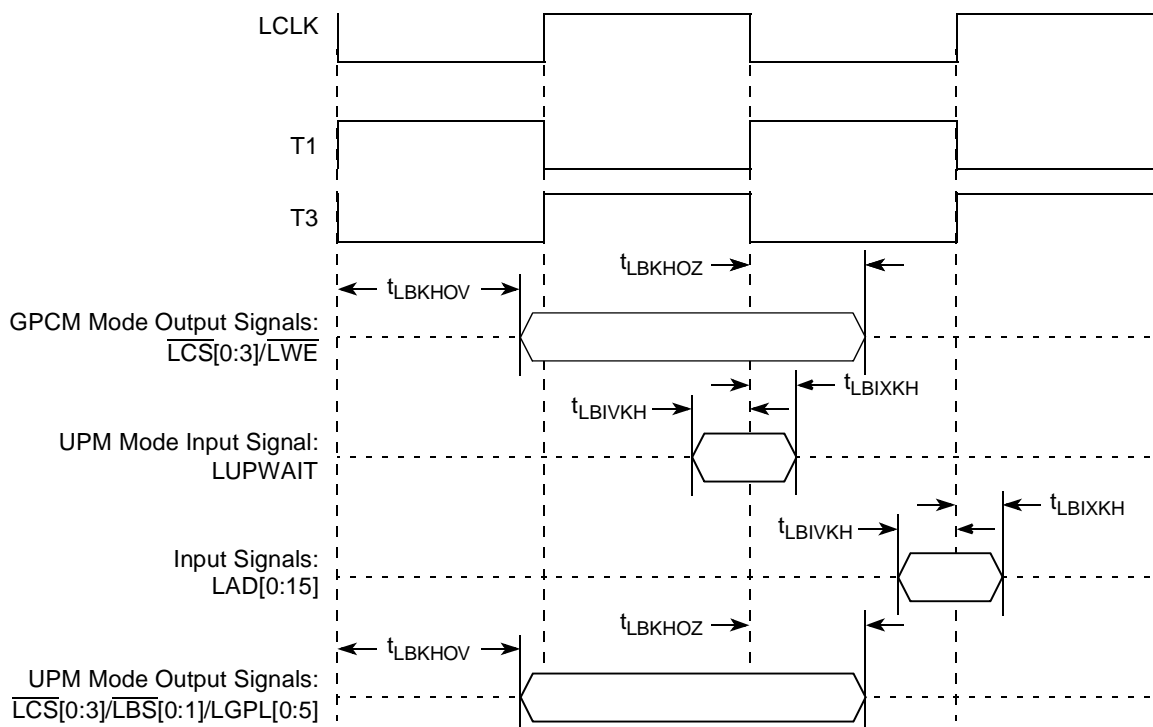 LCLK
T1
T3
tLBKHOZ
tLBKHOV
GPCM Mode Output Signals:
LCS[0:3]/LWE
tLBIXKH
tLBIVKH
UPM Mode Input Signal:
LUPWAIT
tLBIXKH
tLBIVKH
Input Signals:
LAD[0:15]
tLBKHOZ
tLBKHOV
UPM Mode Output Signals:
LCS[0:3]/LBS[0:1]/LGPL[0:5]